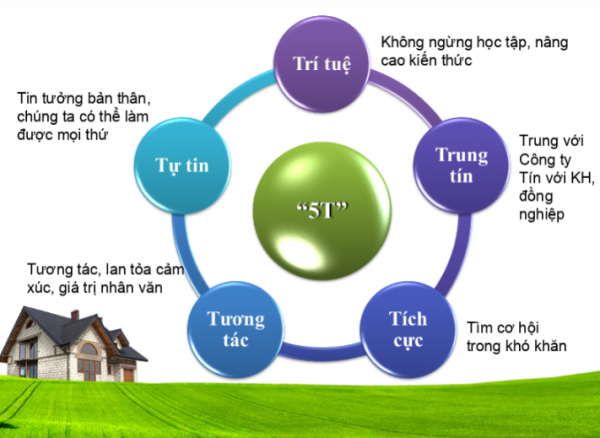 Trí tuệ
Không ngừng học tập, nâng
cao kiến thức
Trung
tín
Trung với
Công ty
Tín với KH,
đồng
nghiệp
Tích
cực
Tìm cơ hội
trong khó khăn
Tương
tác
Tương tác, lan tỏa cảm
xúc, giá trị nhân văn
Tự tin
Tin tưởng bản thân,
chúng ta có thể làm
được mọi thứ
“5T”